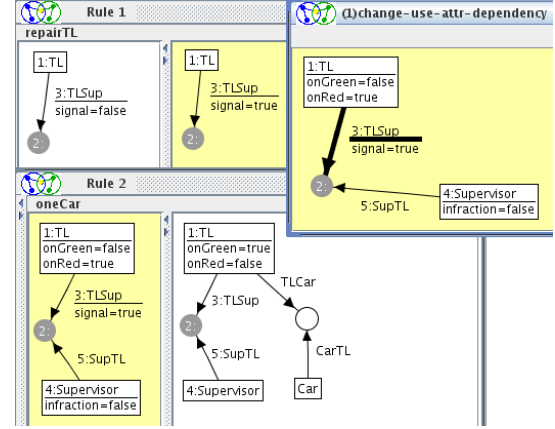 Rule 1
repairTL
1:TL
3:TLSup
signal=false
2:
1:TL
3:TLSup
signal=true
2:
(1)change-use-attr-dependency
1:TL
onGreen=false
onRed=true
3:TLSup
signal=true
2:
4:Supervisor
infraction=false
5:SupTL
Rule 2
oneCar
1:TL
onGreen=false
onRed=true
3:TLSup
signal=true
2:
5:SupTL
4:Supervisor
infraction=false
1:TL
onGreen=true
onRed=false
TLCar
3:TLSup
2:
5:SupTL
CarTL
4:Supervisor
Car